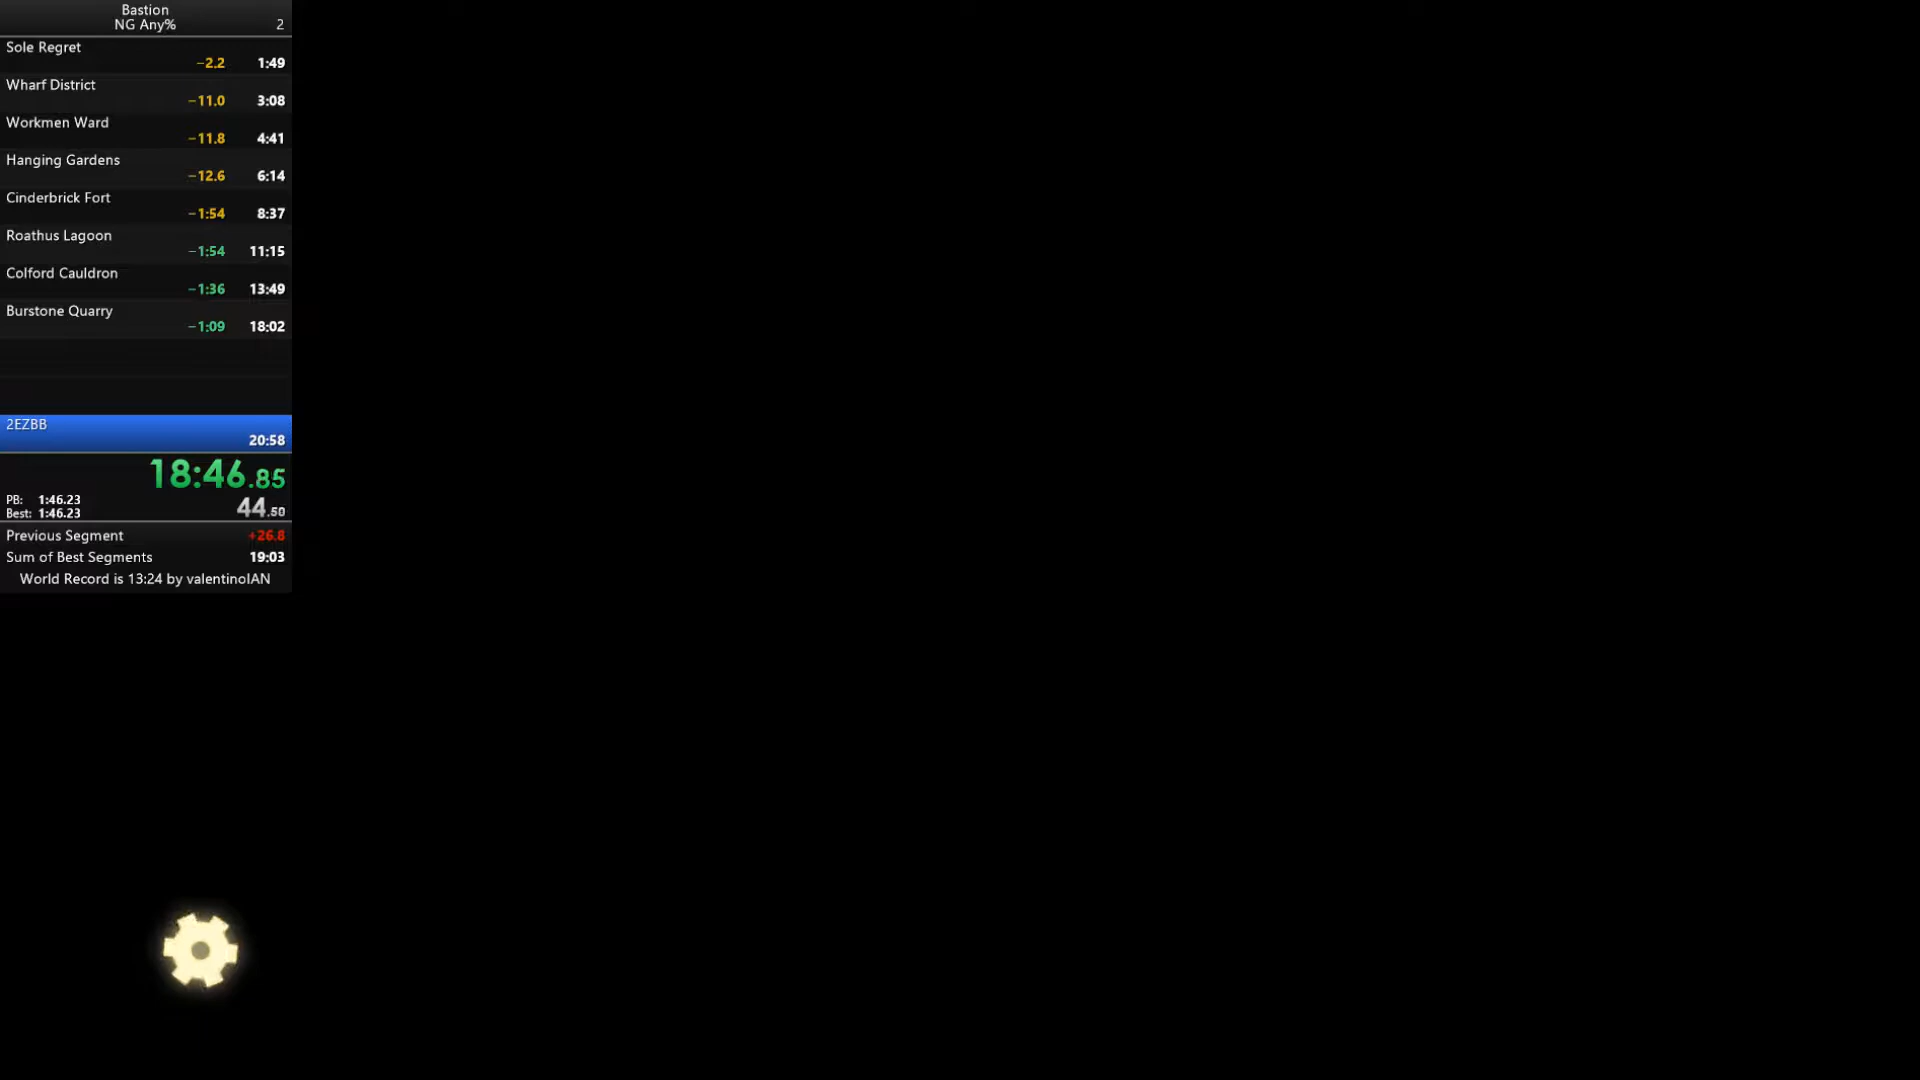 Bastion
NG Any% 2
Sole Regret
−2.2 1:49
Wharf District
−11.0 3:08
Workmen Ward
−11.8 4:41
Hanging Gardens
−12.6 6:14
Cinderbrick Fort
−1:54 8:37
Roathus Lagoon
−1:54 11:15
Colford Cauldron
−1:36 13:49
Burstone Quarry
−1:09 18:02
2EZBB
20:58
18:46.85
PB: 1:46.23
Best: 1:46.23
44.50
Previous Segment +26.8
Sum of Best Segments 19:03
World Record is 13:24 by valentinoIAN